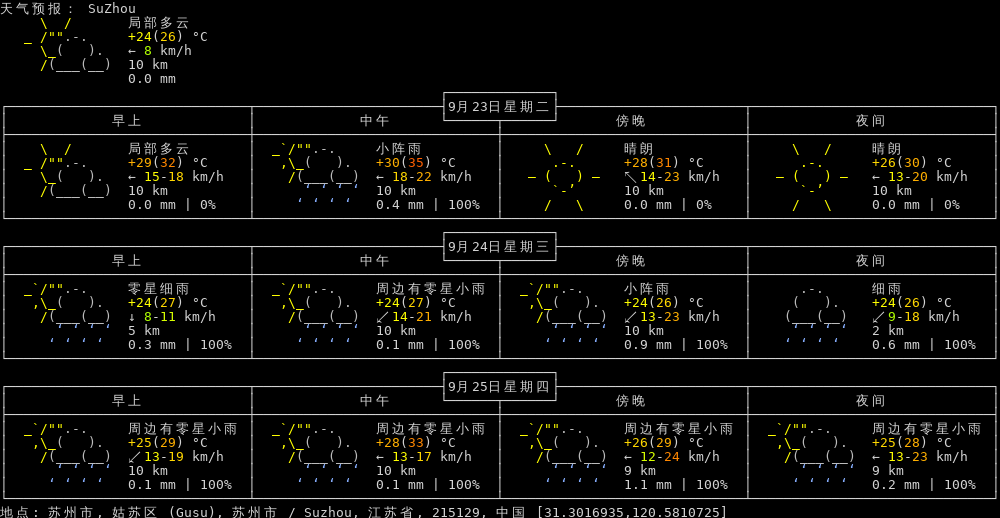 天气预报： SuZhou
局部多云
+24(26) °C
← 8 km/h
10 km
0.0 mm
9月23日星期二
早上 中午 傍晚 夜间
局部多云 小阵雨 晴朗 晴朗
+29(32) °C +30(35) °C +28(31) °C +26(30) °C
← 15-18 km/h ← 18-22 km/h ↖ 14-23 km/h ← 13-20 km/h
10 km 10 km 10 km 10 km
0.0 mm | 0% 0.4 mm | 100% 0.0 mm | 0% 0.0 mm | 0%
9月24日星期三
早上 中午 傍晚 夜间
零星细雨 周边有零星小雨 小阵雨 细雨
+24(27) °C +24(27) °C +24(26) °C +24(26) °C
↓ 8-11 km/h ↙ 14-21 km/h ↙ 13-23 km/h ↙ 9-18 km/h
5 km 10 km 10 km 2 km
0.3 mm | 100% 0.1 mm | 100% 0.9 mm | 100% 0.6 mm | 100%
9月25日星期四
早上 中午 傍晚 夜间
周边有零星小雨 周边有零星小雨 周边有零星小雨 周边有零星小雨
+25(29) °C +28(33) °C +26(29) °C +25(28) °C
↙ 13-19 km/h ← 13-17 km/h ← 12-24 km/h ← 13-23 km/h
10 km 10 km 9 km 9 km
0.1 mm | 100% 0.1 mm | 100% 1.1 mm | 100% 0.2 mm | 100%
地点: 苏州市, 姑苏区 (Gusu), 苏州市 / Suzhou, 江苏省, 215129, 中国 [31.3016935,120.5810725]